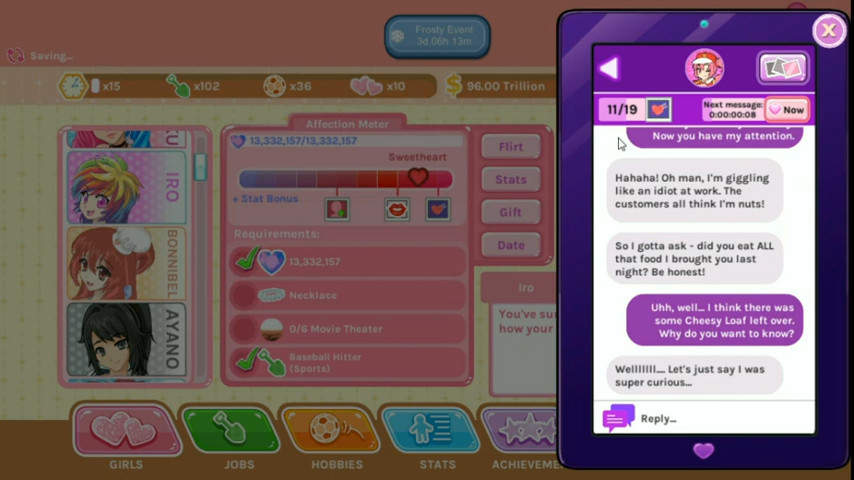 Frosty Event
3d 06h 13m
Saving...
x15
x102
x36
x10
96.00 Trillion
Affection Meter
13,332,157/13,332,157
Sweetheart
+ Stat Bonus
Requirements:
13,332,157
Necklace
0/6 Movie Theater
Baseball Hitter
(Sports)
IRO
BONNIBEL
AYANO
Flirt
Stats
Gift
Date
Iro
You've su
how your
GIRLS
JOBS
HOBBIES
STATS
ACHIEVEME
X
11/19
Next message:
0:00:00:08
Now
Now you have my attention.
Hahaha! Oh man, I'm giggling
like an idiot at work. The
customers all think I'm nuts!
So I gotta ask - did you eat ALL
that food I brought you last
night? Be honest!
Uhh, well... I think there was
some Cheesy Loaf left over.
Why do you want to know?
Welllllll.... Let's just say I was
super curious...
Reply...